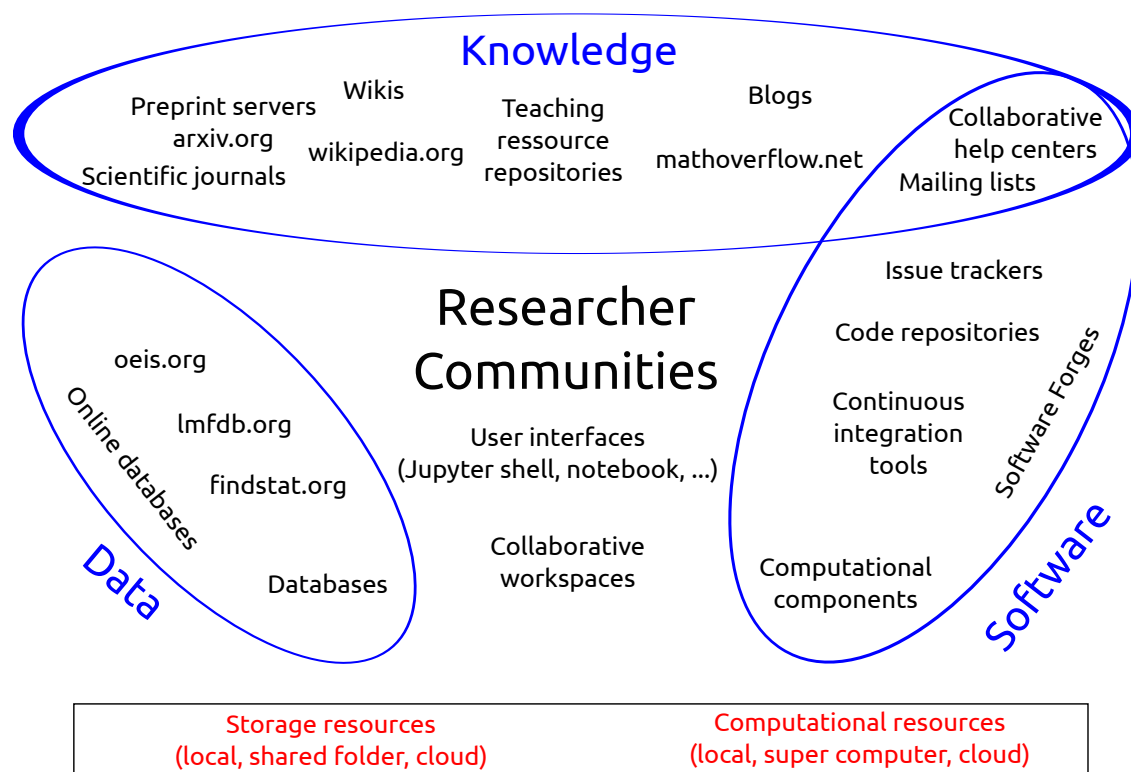 Knowledge
Preprint servers
arxiv.org
Scientific journals
Wikis
wikipedia.org
Teaching
ressource
repositories
Blogs
mathoverflow.net
Collaborative
help centers
Mailing lists
Issue trackers
Code repositories
Continuous
integration
tools
Software Forges
Computational
components
Software
Researcher
Communities
User interfaces
(Jupyter shell, notebook, ...)
Collaborative
workspaces
oeis.org
lmfdb.org
findstat.org
Online databases
Databases
Data
Storage resources
(local, shared folder, cloud)
Computational resources
(local, super computer, cloud)